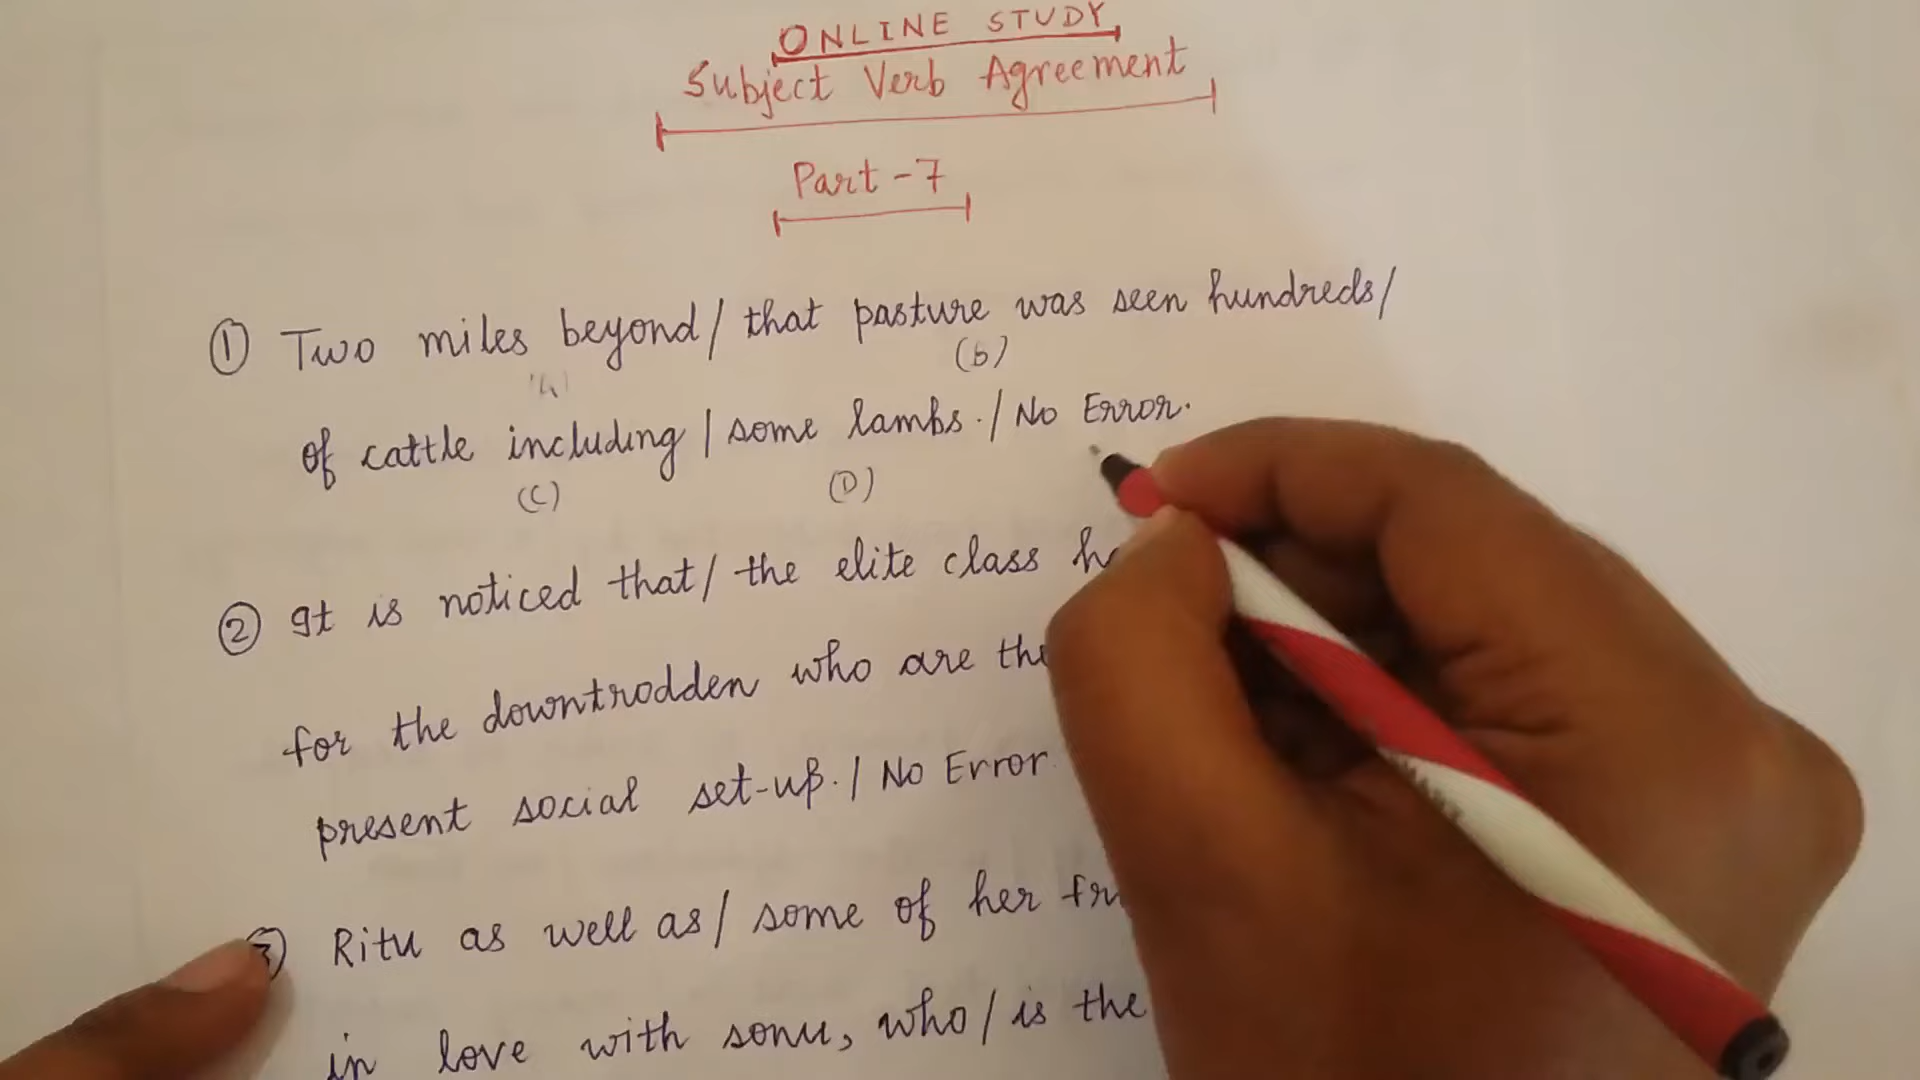 ONLINE STUDY
Subject Verb Agreement
Part - 7
① Two miles beyond / that pasture was seen hundreds /
(A) (B)
of cattle including / some lambs. / No Error.
(C) (D)
② It is noticed that / the elite class
for the downtrodden who are
present social set-up. / No Error
③ Ritu as well as / some of her
in love with sonu, who / is the